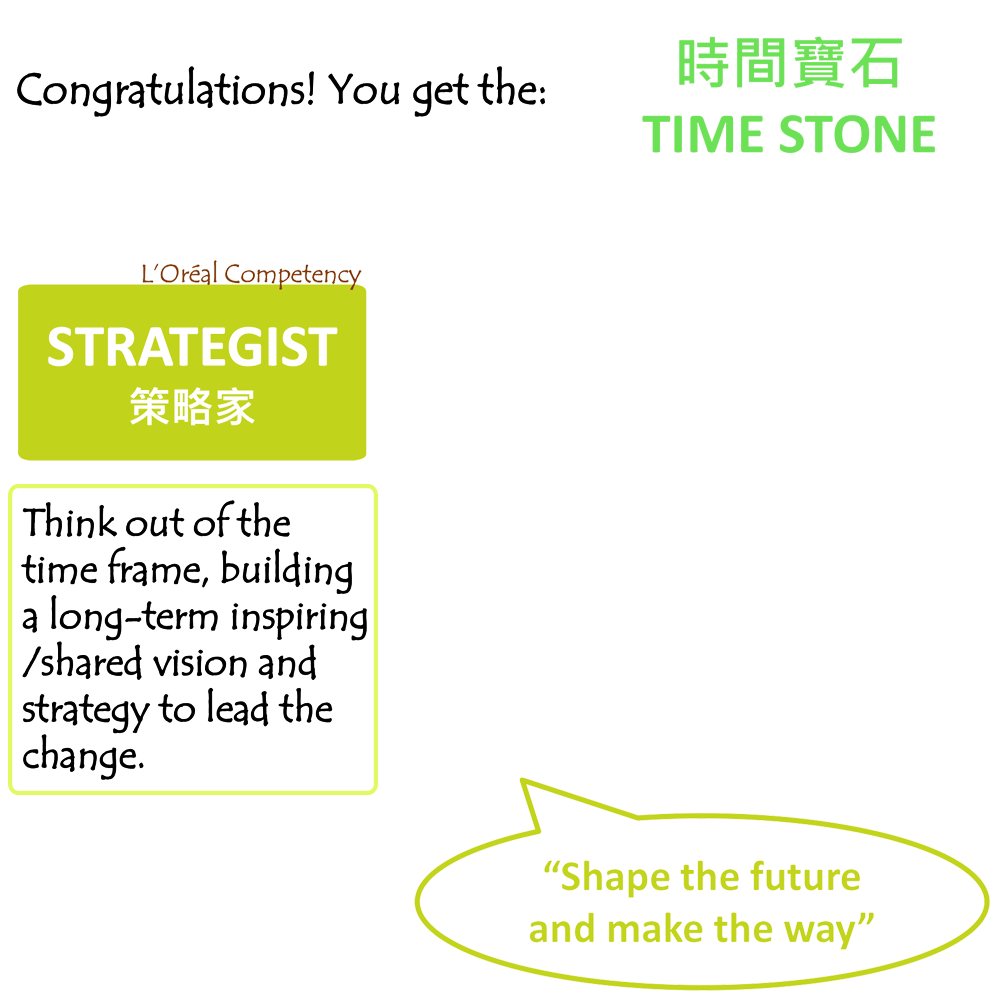 Congratulations! You get the:
時間寶石
TIME STONE
L’Oréal Competency
STRATEGIST
策略家
Think out of the
time frame, building
a long-term inspiring
/shared vision and
strategy to lead the
change.
“Shape the future
and make the way”